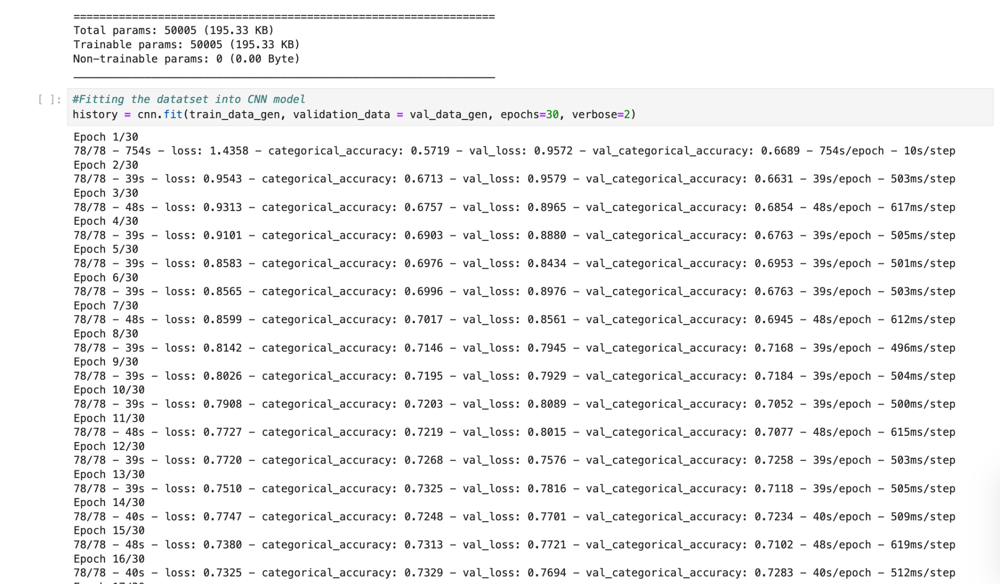 =================================================================
Total params: 50005 (195.33 KB)
Trainable params: 50005 (195.33 KB)
Non-trainable params: 0 (0.00 Byte)
_________________________________________________________________
[ ]: #Fitting the datatset into CNN model
history = cnn.fit(train_data_gen, validation_data = val_data_gen, epochs=30, verbose=2)
Epoch 1/30
78/78 - 754s - loss: 1.4358 - categorical_accuracy: 0.5719 - val_loss: 0.9572 - val_categorical_accuracy: 0.6689 - 754s/epoch - 10s/step
Epoch 2/30
78/78 - 39s - loss: 0.9543 - categorical_accuracy: 0.6713 - val_loss: 0.9579 - val_categorical_accuracy: 0.6631 - 39s/epoch - 503ms/step
Epoch 3/30
78/78 - 48s - loss: 0.9313 - categorical_accuracy: 0.6757 - val_loss: 0.8965 - val_categorical_accuracy: 0.6854 - 48s/epoch - 617ms/step
Epoch 4/30
78/78 - 39s - loss: 0.9101 - categorical_accuracy: 0.6903 - val_loss: 0.8880 - val_categorical_accuracy: 0.6763 - 39s/epoch - 505ms/step
Epoch 5/30
78/78 - 39s - loss: 0.8583 - categorical_accuracy: 0.6976 - val_loss: 0.8434 - val_categorical_accuracy: 0.6953 - 39s/epoch - 501ms/step
Epoch 6/30
78/78 - 39s - loss: 0.8565 - categorical_accuracy: 0.6996 - val_loss: 0.8976 - val_categorical_accuracy: 0.6763 - 39s/epoch - 503ms/step
Epoch 7/30
78/78 - 48s - loss: 0.8599 - categorical_accuracy: 0.7017 - val_loss: 0.8561 - val_categorical_accuracy: 0.6945 - 48s/epoch - 612ms/step
Epoch 8/30
78/78 - 39s - loss: 0.8142 - categorical_accuracy: 0.7146 - val_loss: 0.7945 - val_categorical_accuracy: 0.7168 - 39s/epoch - 496ms/step
Epoch 9/30
78/78 - 39s - loss: 0.8026 - categorical_accuracy: 0.7195 - val_loss: 0.7929 - val_categorical_accuracy: 0.7184 - 39s/epoch - 504ms/step
Epoch 10/30
78/78 - 39s - loss: 0.7908 - categorical_accuracy: 0.7203 - val_loss: 0.8089 - val_categorical_accuracy: 0.7052 - 39s/epoch - 500ms/step
Epoch 11/30
78/78 - 48s - loss: 0.7727 - categorical_accuracy: 0.7219 - val_loss: 0.8015 - val_categorical_accuracy: 0.7077 - 48s/epoch - 615ms/step
Epoch 12/30
78/78 - 39s - loss: 0.7720 - categorical_accuracy: 0.7268 - val_loss: 0.7576 - val_categorical_accuracy: 0.7258 - 39s/epoch - 503ms/step
Epoch 13/30
78/78 - 39s - loss: 0.7510 - categorical_accuracy: 0.7325 - val_loss: 0.7816 - val_categorical_accuracy: 0.7118 - 39s/epoch - 505ms/step
Epoch 14/30
78/78 - 40s - loss: 0.7747 - categorical_accuracy: 0.7248 - val_loss: 0.7701 - val_categorical_accuracy: 0.7234 - 40s/epoch - 509ms/step
Epoch 15/30
78/78 - 48s - loss: 0.7380 - categorical_accuracy: 0.7313 - val_loss: 0.7721 - val_categorical_accuracy: 0.7102 - 48s/epoch - 619ms/step
Epoch 16/30
78/78 - 40s - loss: 0.7325 - categorical_accuracy: 0.7329 - val_loss: 0.7694 - val_categorical_accuracy: 0.7283 - 40s/epoch - 512ms/step